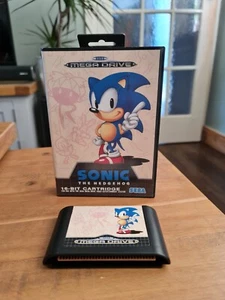 MEGA DRIVE
SONIC
THE HEDGEHOG
16-BIT CARTRIDGE
SEGA
MEGA DRIVE